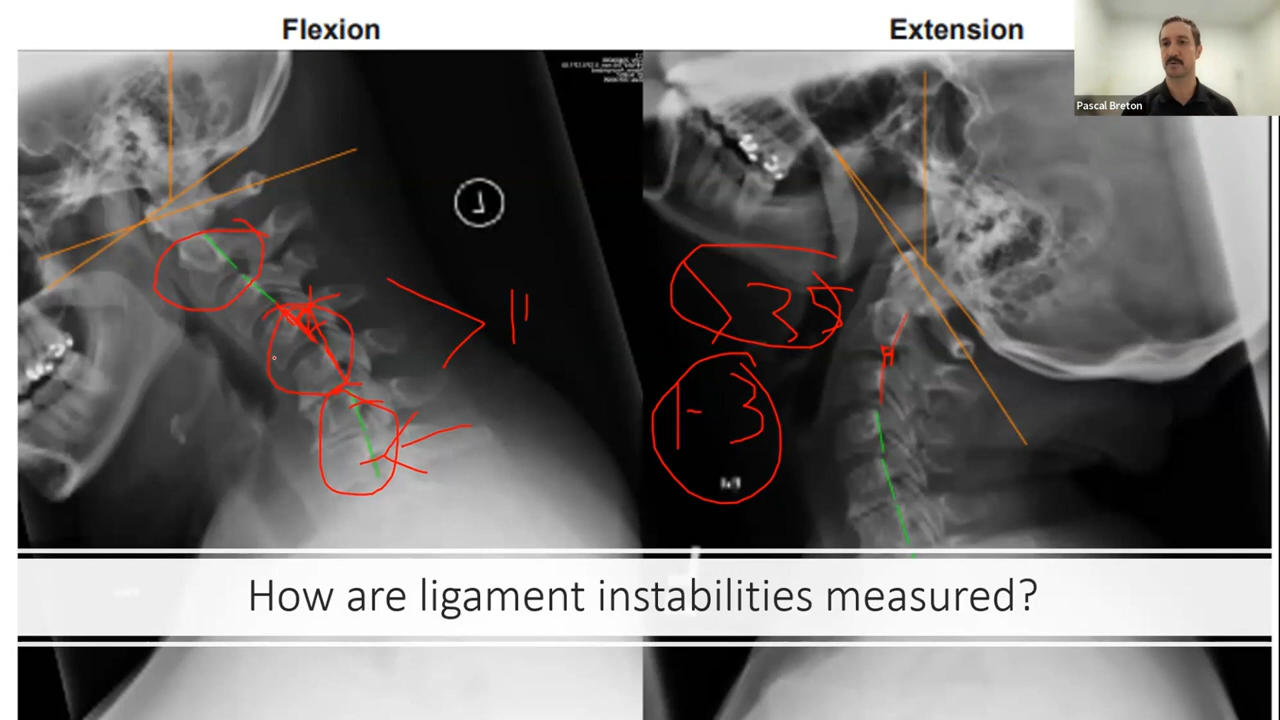 Flexion
Extension
Pascal Breton
L
> 11
> 35
1-3
How are ligament instabilities measured?